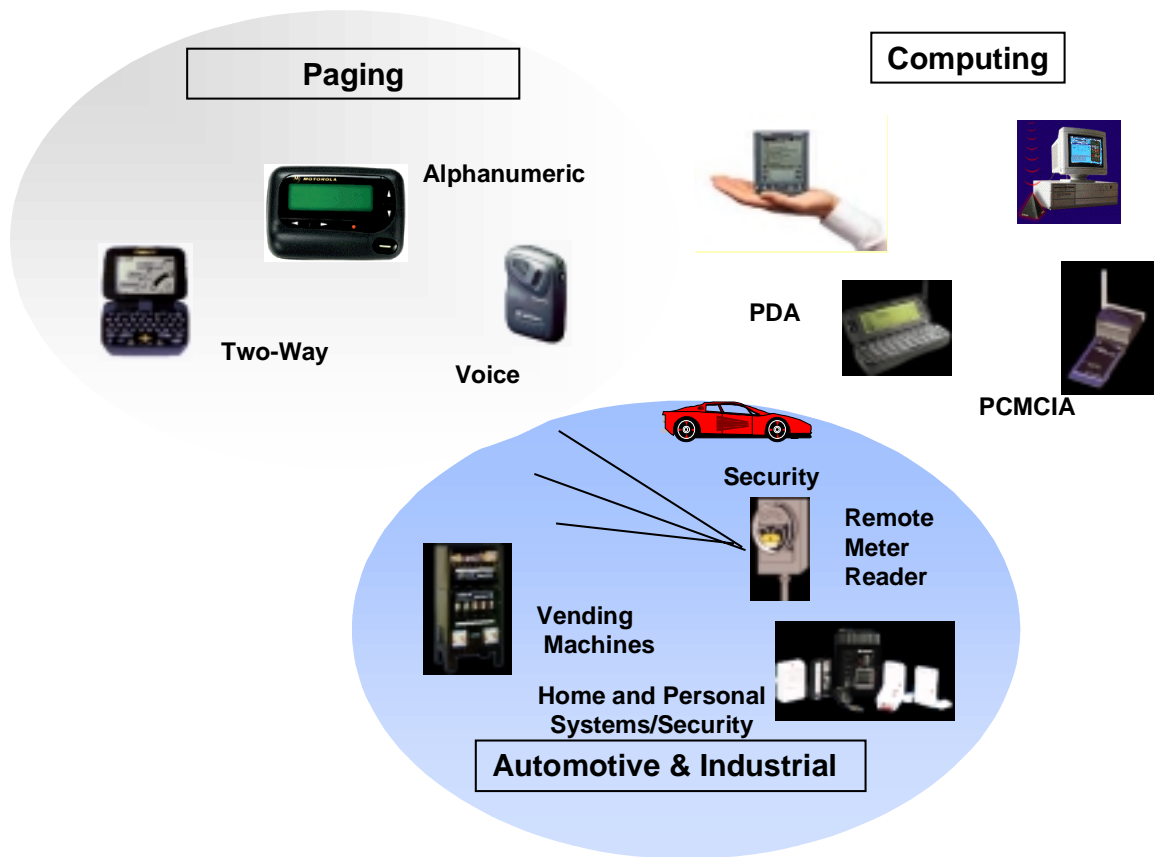 Paging
Computing
MOTOROLA
Alphanumeric
Two-Way
Voice
PDA
PCMCIA
Security
Remote
Meter
Reader
Vending
Machines
Home and Personal
Systems/Security
Automotive & Industrial